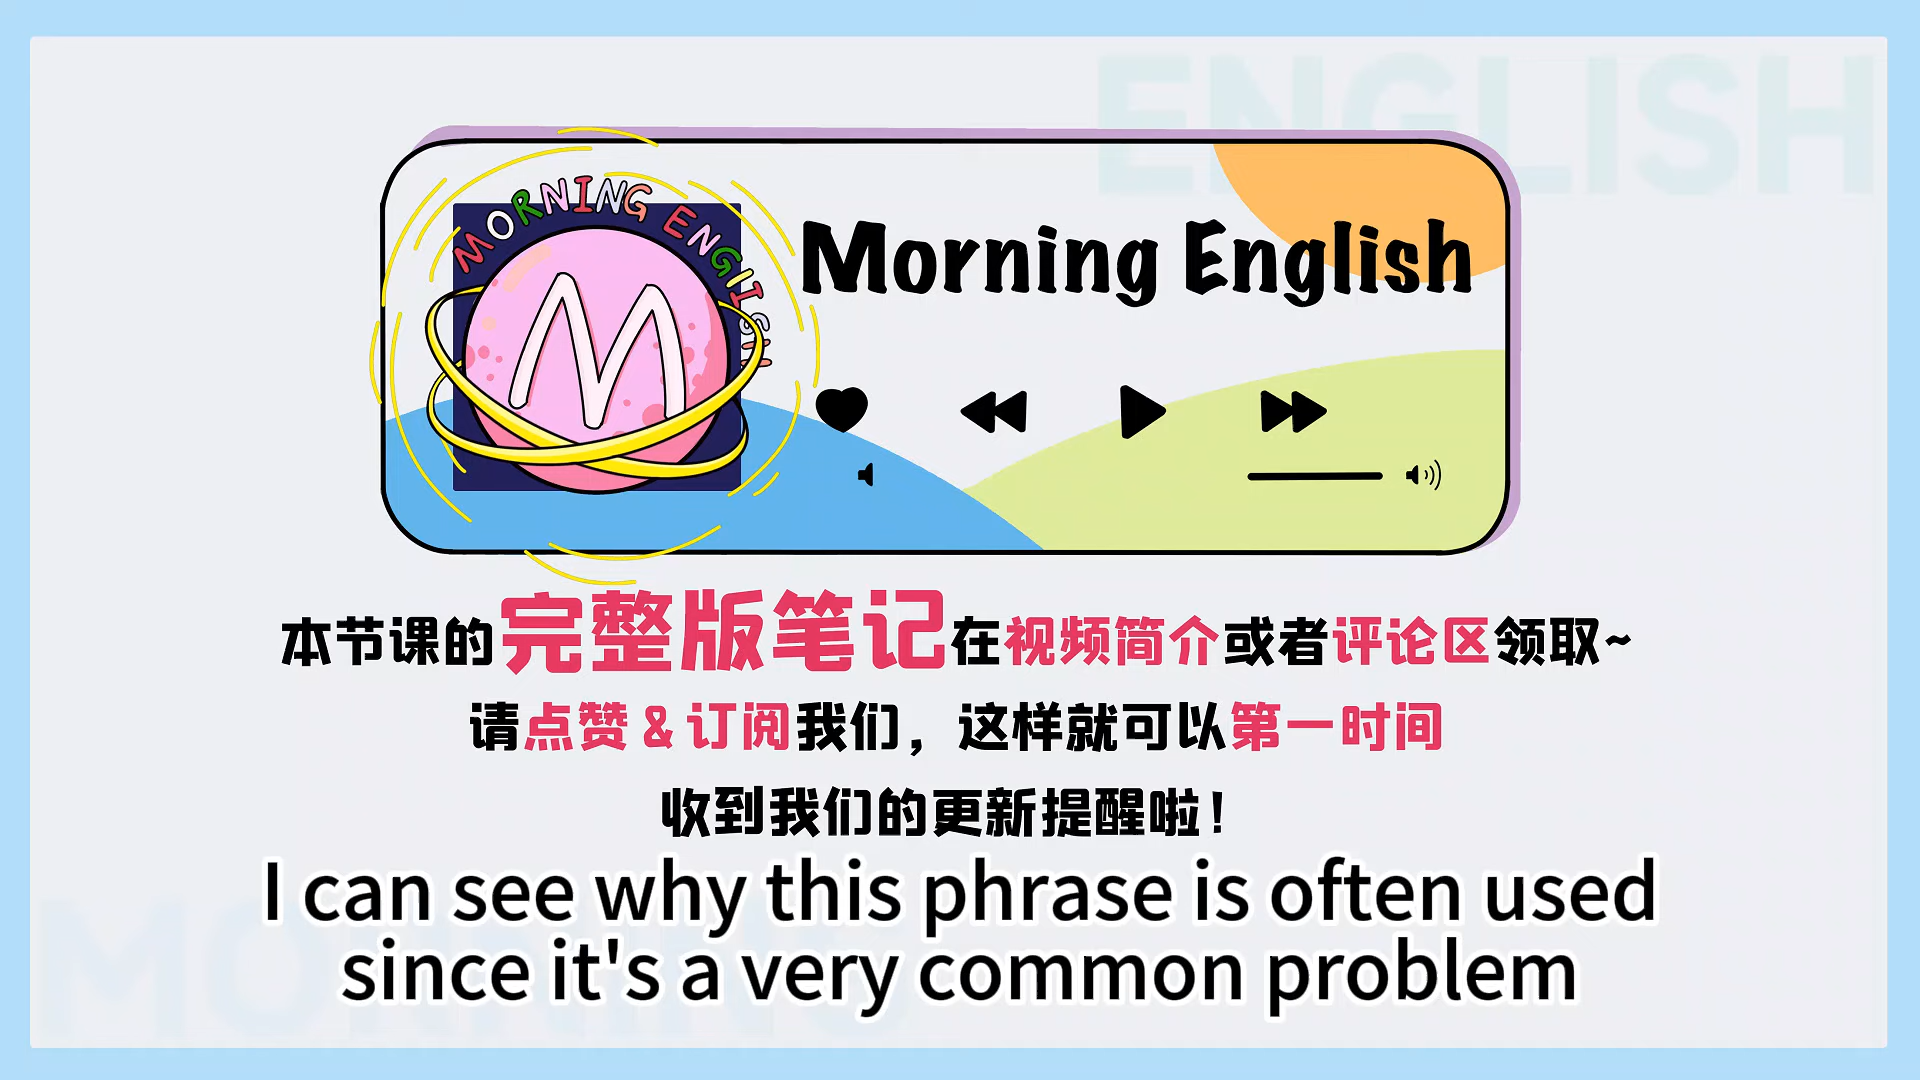 ENGLISH
MORNING ENGLISH
M
Morning English
本节课的完整版笔记在视频简介或者评论区领取~
请点赞&订阅我们，这样就可以第一时间
收到我们的更新提醒啦！
I can see why this phrase is often used
since it's a very common problem
MORNING